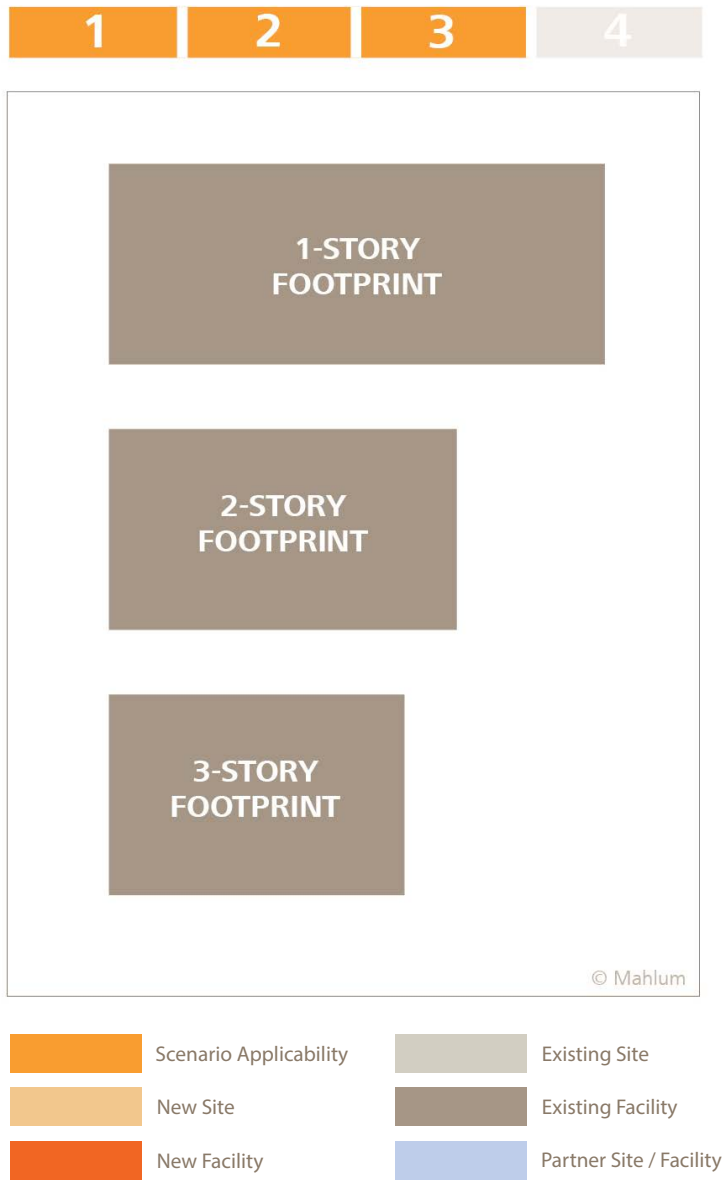 1 2 3 4
1-STORY
FOOTPRINT
2-STORY
FOOTPRINT
3-STORY
FOOTPRINT
© Mahlum
Scenario Applicability
Existing Site
New Site
Existing Facility
New Facility
Partner Site / Facility